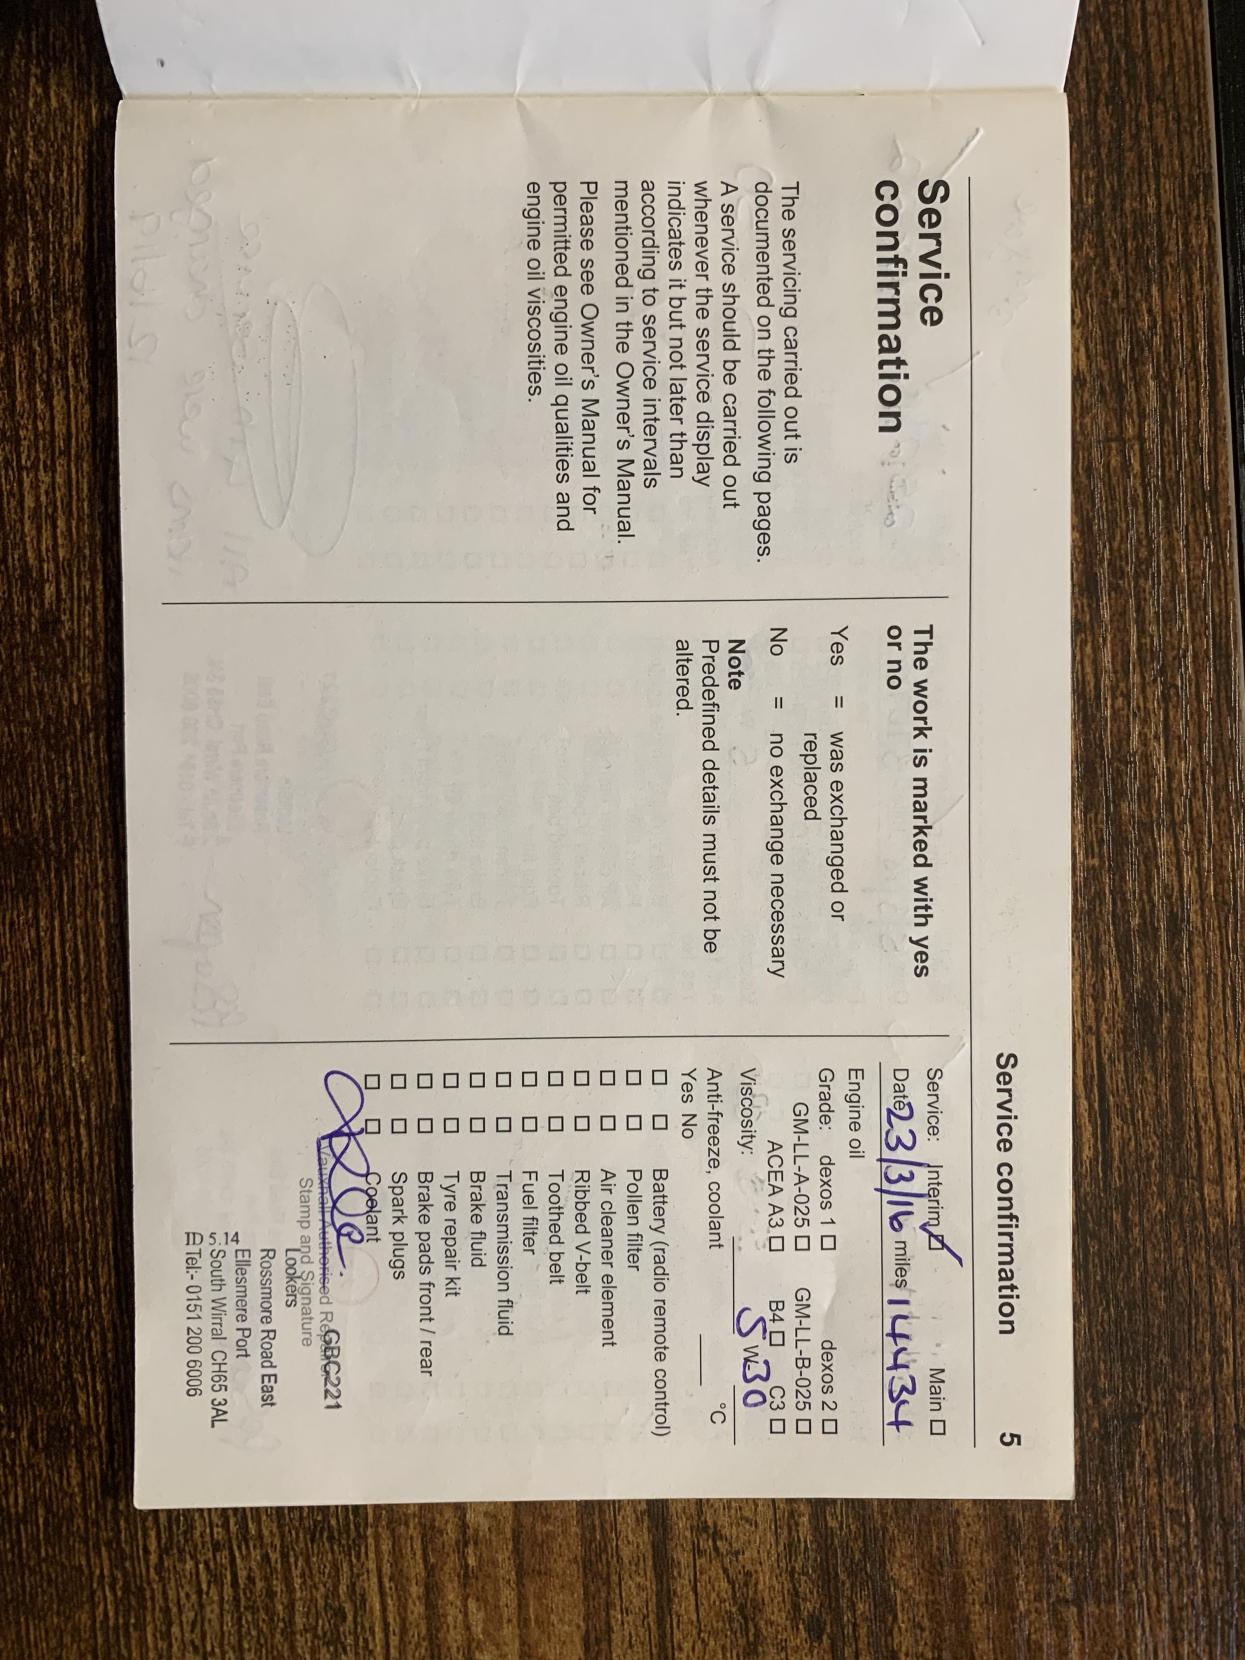 Service confirmation 5
Service
confirmation
The servicing carried out is
documented on the following pages.
A service should be carried out
whenever the service display
indicates it but not later than
according to service intervals
mentioned in the Owner's Manual.
Please see Owner's Manual for
permitted engine oil qualities and
engine oil viscosities.
The work is marked with yes
or no
Yes = was exchanged or
replaced
No = no exchange necessary
Note
Predefined details must not be
altered.
Service: Interim ☑ Main ☐
Date 23/3/16 miles 14434
Engine oil
Grade: dexos 1 ☐ dexos 2 ☐
GM-LL-A-025 ☐ GM-LL-B-025 ☐
ACEA A3 ☐ B4 ☐ C3 ☐
Viscosity: 5 W 30
Anti-freeze, coolant °C
Yes No
☐ ☐ Battery (radio remote control)
☐ ☐ Pollen filter
☐ ☐ Air cleaner element
☐ ☐ Ribbed V-belt
☐ ☐ Toothed belt
☐ ☐ Fuel filter
☐ ☐ Transmission fluid
☐ ☐ Brake fluid
☐ ☐ Tyre repair kit
☐ ☐ Brake pads front / rear
☐ ☐ Spark plugs
☐ ☐ Coolant
GBC221
Vauxhall Authorised
Stamp and Signature
Lookers
Rossmore Road East
Ellesmere Port
South Wirral CH65 3AL
Tel:- 0151 200 6006